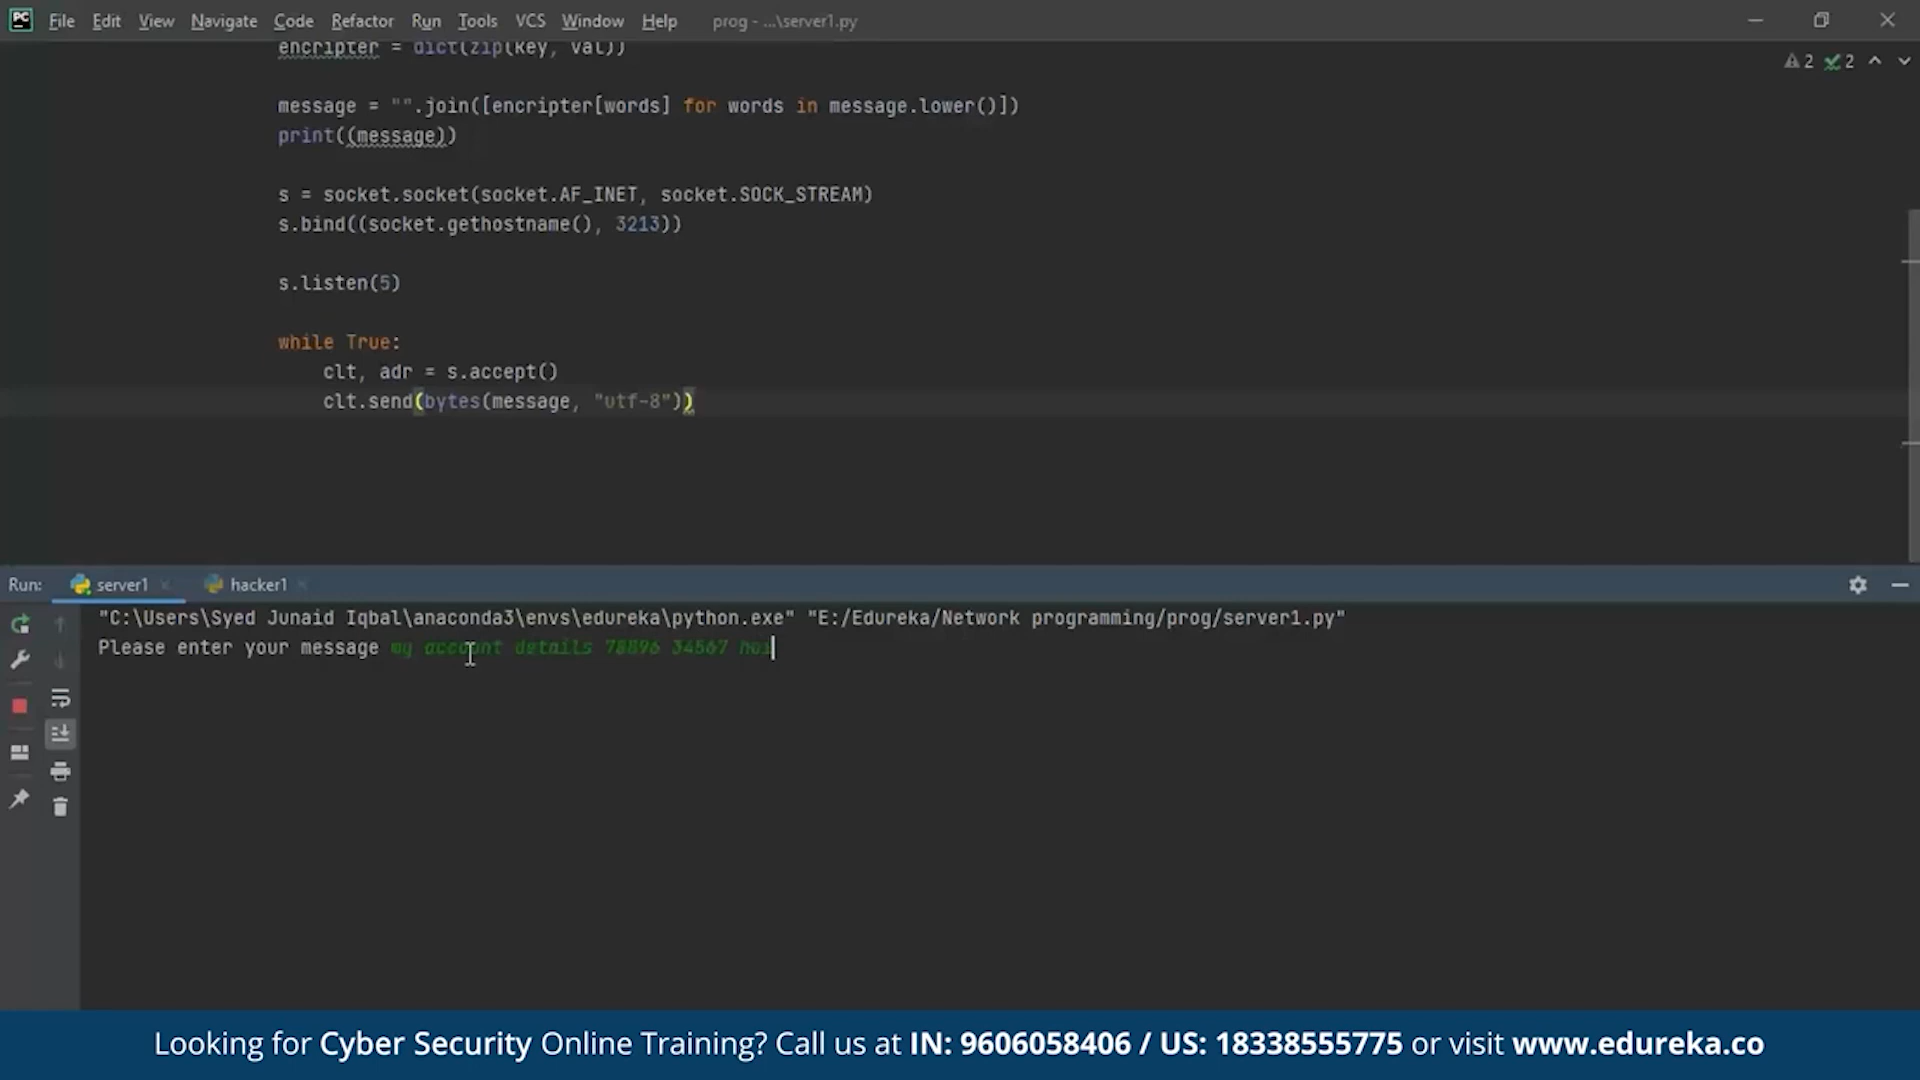 PC File Edit View Navigate Code Refactor Run Tools VCS Window Help prog - ...\server1.py
encripter = dict(zip(key, val))
2 2
message = "".join([encripter[words] for words in message.lower()])
print((message))
s = socket.socket(socket.AF_INET, socket.SOCK_STREAM)
s.bind((socket.gethostname(), 3213))
s.listen(5)
while True:
clt, adr = s.accept()
clt.send(bytes(message, "utf-8"))
Run: server1 hacker1
"C:\Users\Syed Junaid Iqbal\anaconda3\envs\edureka\python.exe" "E:/Edureka/Network programming/prog/server1.py"
Please enter your message my account details 78896 34567 hoi
Looking for Cyber Security Online Training? Call us at IN: 9606058406 / US: 18338555775 or visit www.edureka.co